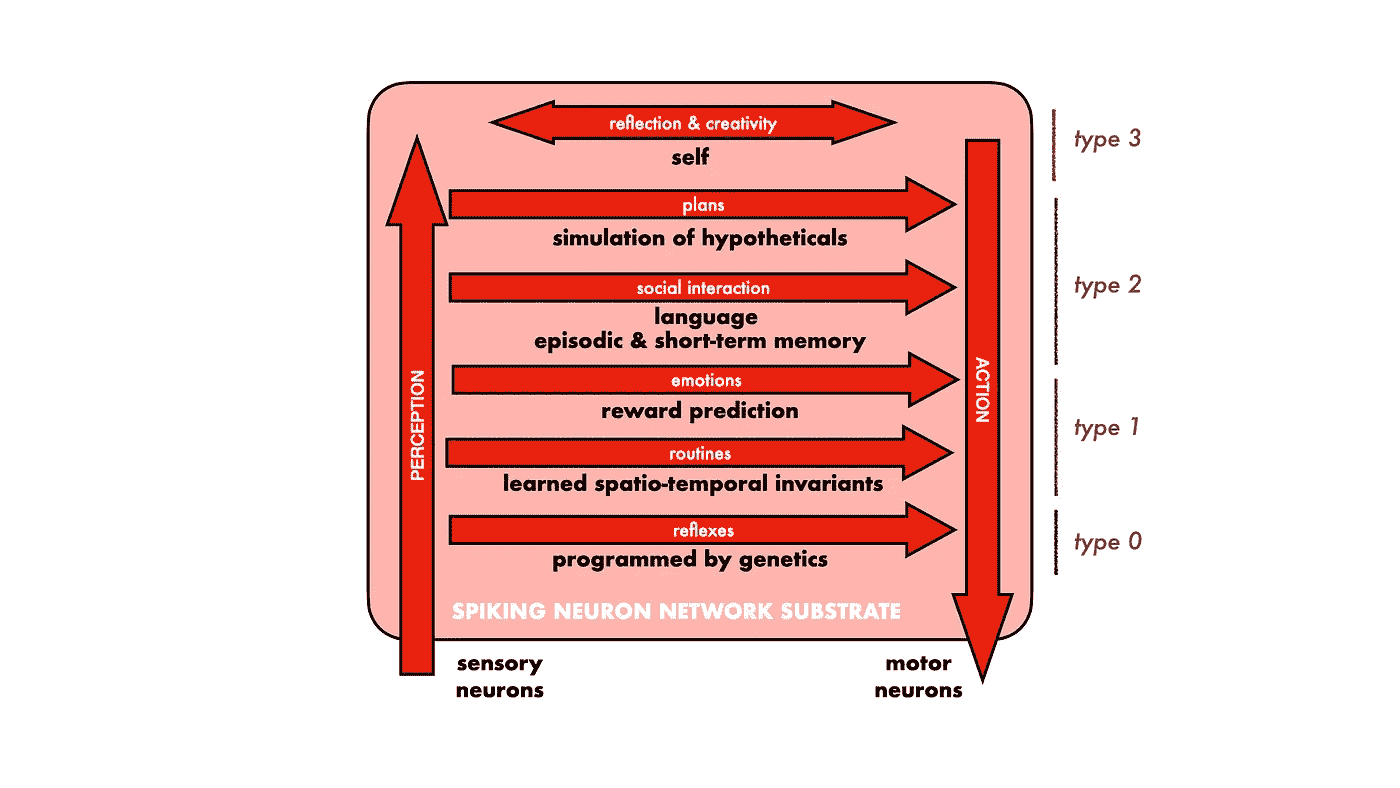 reflection & creativity
self
type 3
plans
simulation of hypotheticals
social interaction
type 2
language
episodic & short-term memory
emotions
reward prediction
PERCEPTION
ACTION
type 1
routines
learned spatio-temporal invariants
reflexes
type 0
programmed by genetics
SPIKING NEURON NETWORK SUBSTRATE
sensory
neurons
motor
neurons